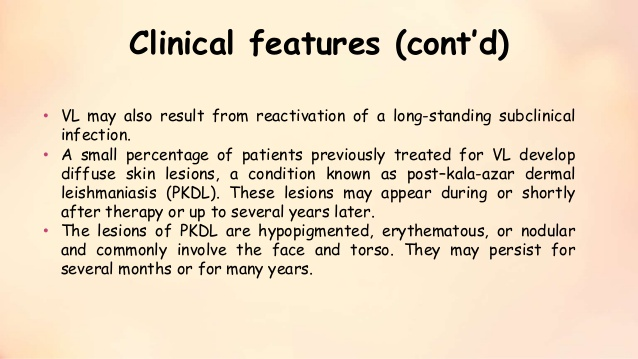 Clinical features (cont’d)
• VL may also result from reactivation of a long-standing subclinical
infection.
• A small percentage of patients previously treated for VL develop
diffuse skin lesions, a condition known as post–kala-azar dermal
leishmaniasis (PKDL). These lesions may appear during or shortly
after therapy or up to several years later.
• The lesions of PKDL are hypopigmented, erythematous, or nodular
and commonly involve the face and torso. They may persist for
several months or for many years.